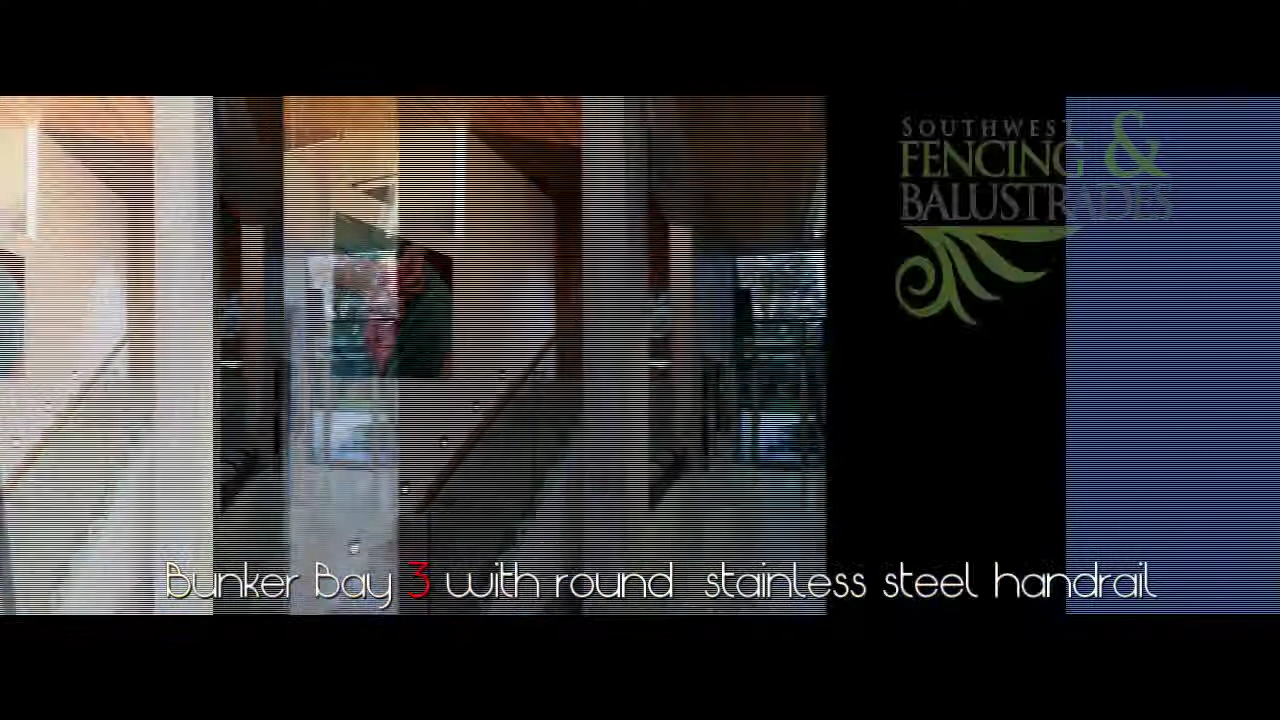 SOUTHWEST
FENCING &
BALUSTRADES
Bunker Bay 3 with round stainless steel handrail